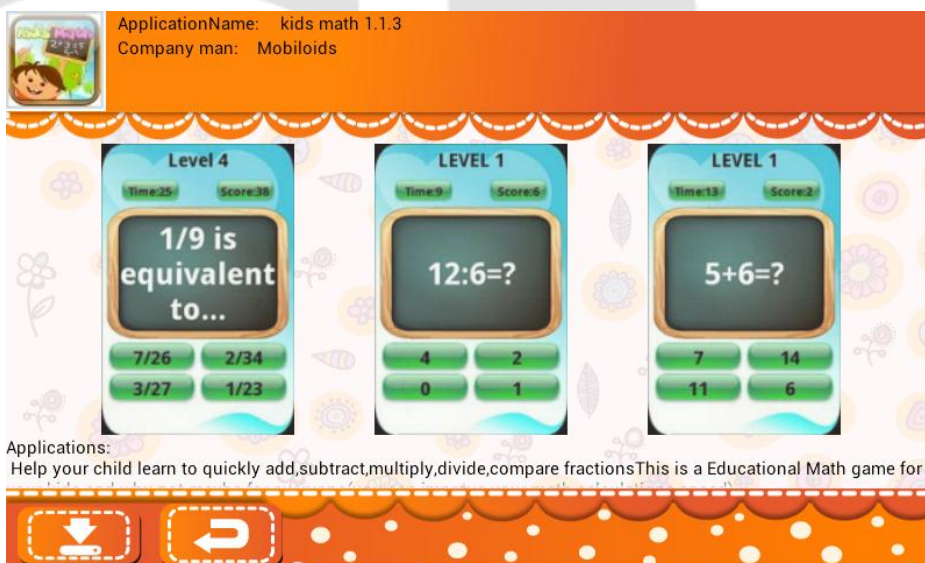 ApplicationName: kids math 1.1.3
Company man: Mobiloids
Kids Math
Level 4
Time:25 Score:38
1/9 is
equivalent
to...
7/26 2/34
3/27 1/23
LEVEL 1
Time:9 Score:6
12:6=?
4 2
0 1
LEVEL 1
Time:13 Score:2
5+6=?
7 14
11 6
Applications:
Help your child learn to quickly add,subtract,multiply,divide,compare fractionsThis is a Educational Math game for